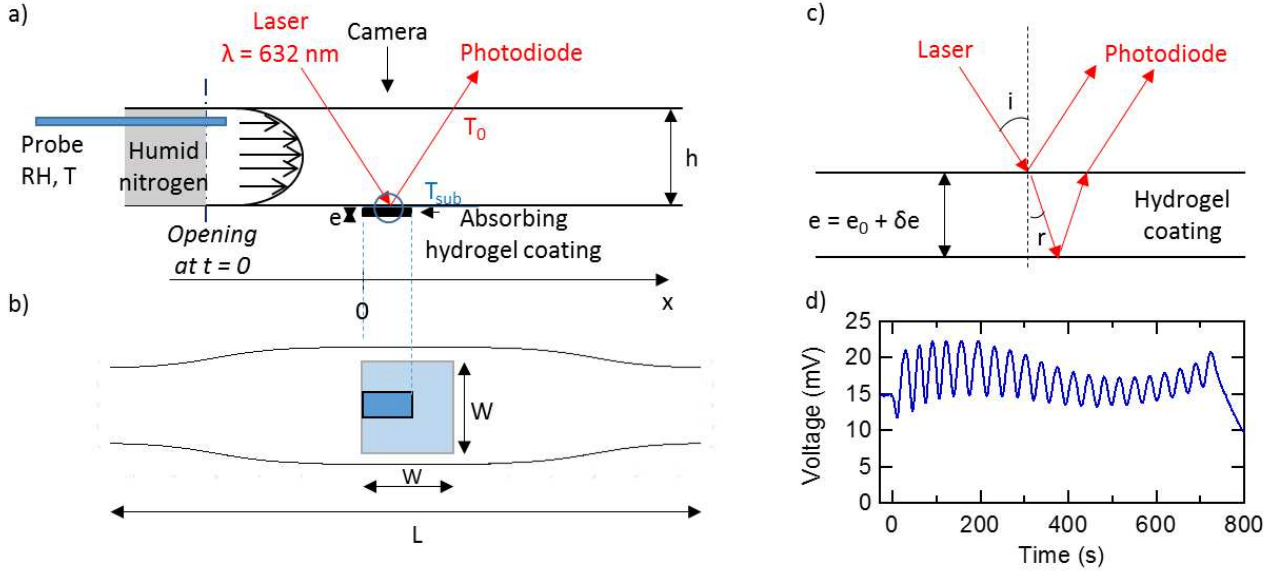 a)
Laser
λ = 632 nm
Camera
Photodiode
T0
Probe
RH, T
Humid
nitrogen
h
Tsub
e
Absorbing
hydrogel coating
Opening
at t = 0
0
x
b)
W
W
L
c)
Laser
Photodiode
i
e = e0 + δe
r
Hydrogel
coating
d)
Voltage (mV)
25
20
15
10
5
0
0 200 400 600 800
Time (s)